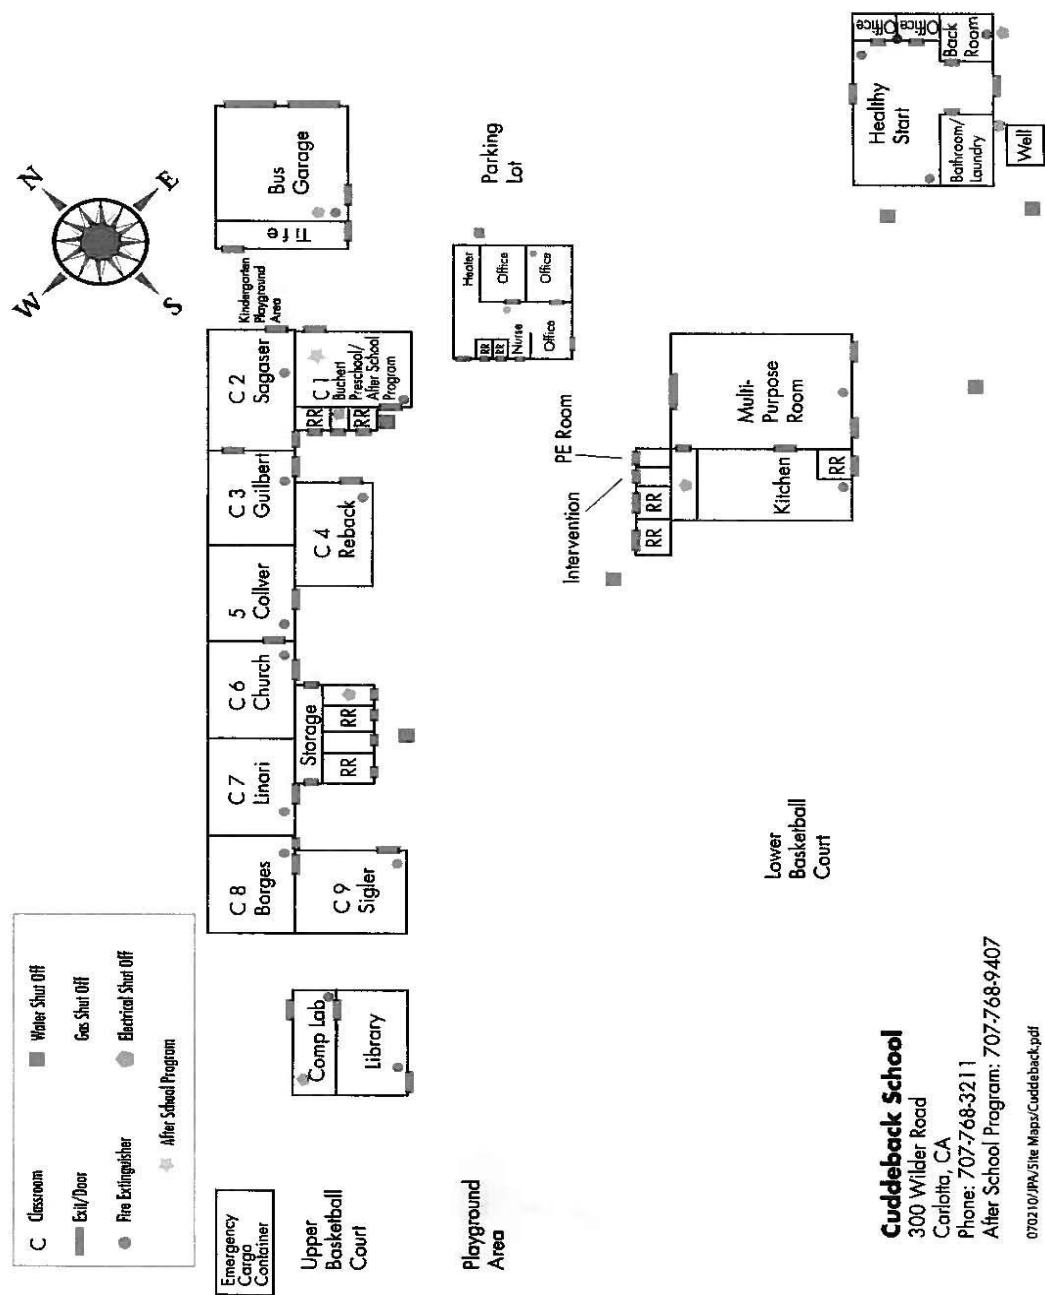 C Classroom
Water Shut Off
Exit/Door
Gas Shut Off
Fire Extinguisher
Electrical Shut Off
After School Program
N
E
S
W
Emergency
Cargo
Container
Upper
Basketball
Court
Playground
Area
Comp Lab
Library
C 8
Borges
C 9
Sigler
C 7
Linari
C 6
Church
Storage
RR
RR
5
Collver
C 4
Reback
C 3
Guilbert
C 2
Sagaser
C 1
Buchert
Preschool/
After School
Program
RR
RR
Kindergarten
Playground
Area
Bus
Garage
Heater
Office
Office
Office
Nurse
RR
RR
Parking
Lot
PE Room
Intervention
RR
RR
Multi-
Purpose
Room
Kitchen
RR
Lower
Basketball
Court
Healthy
Start
Office
Office
Back
Room
Bathroom/
Laundry
Well
Cuddeback School
300 Wilder Road
Carlotta, CA
Phone: 707-768-3211
After School Program: 707-768-9407
070210/JPA/Site Maps/Cuddeback.pdf